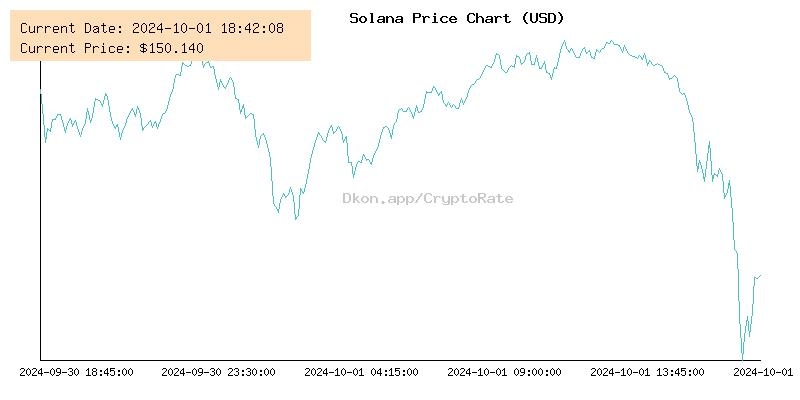 Solana Price Chart (USD)
Current Date: 2024-10-01 18:42:08
Current Price: $150.140
Dkon.app/CryptoRate
2024-09-30 18:45:00
2024-09-30 23:30:00
2024-10-01 04:15:00
2024-10-01 09:00:00
2024-10-01 13:45:00
2024-10-01